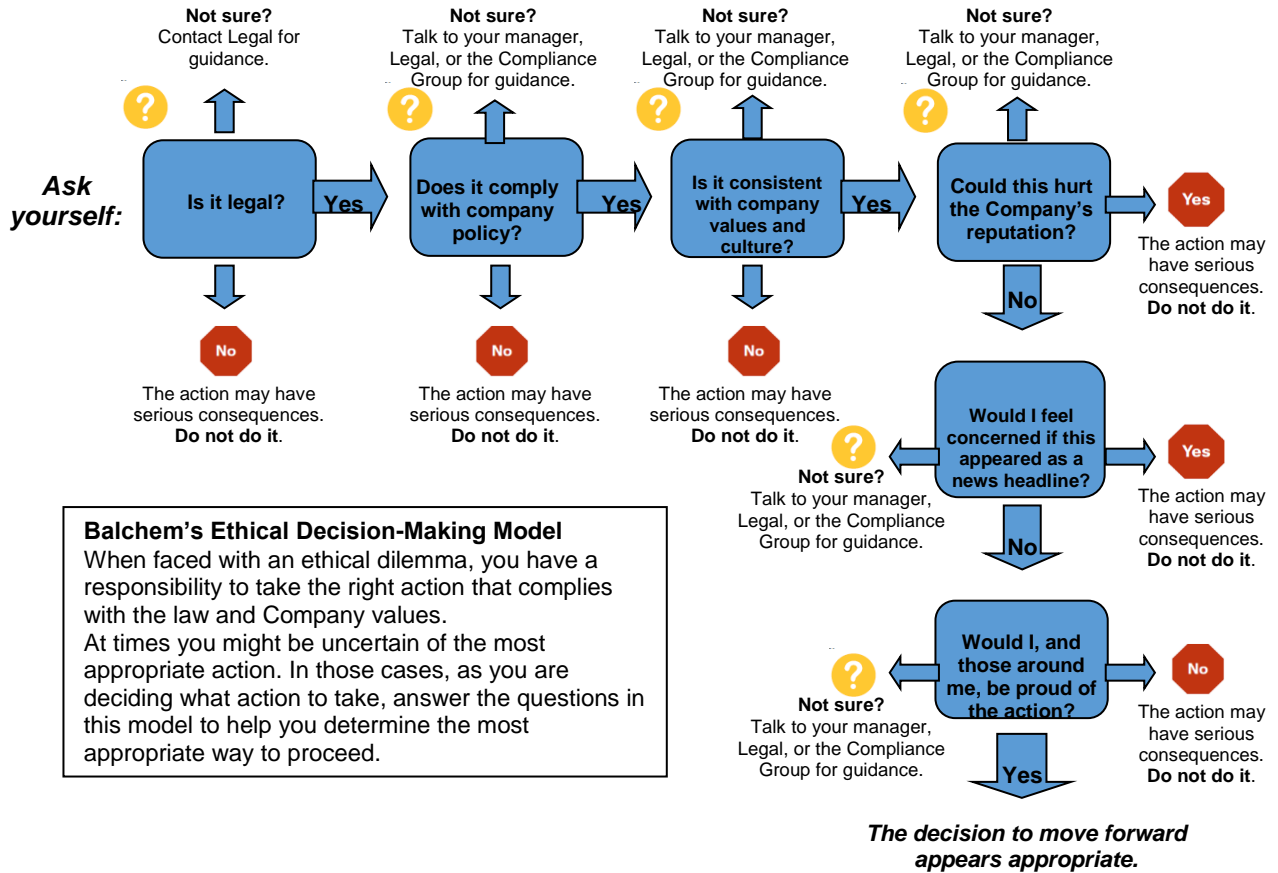 Not sure?
Contact Legal for
guidance.
Not sure?
Talk to your manager,
Legal, or the Compliance
Group for guidance.
Not sure?
Talk to your manager,
Legal, or the Compliance
Group for guidance.
Not sure?
Talk to your manager,
Legal, or the Compliance
Group for guidance.
?
?
?
?
Ask
yourself:
Is it legal?
Yes
Does it comply
with company
policy?
Yes
Is it consistent
with company
values and
culture?
Yes
Could this hurt
the Company's
reputation?
Yes
The action may
have serious
consequences.
Do not do it.
No
The action may have
serious consequences.
Do not do it.
No
The action may have
serious consequences.
Do not do it.
No
The action may have
serious consequences.
Do not do it.
No
Would I feel
concerned if this
appeared as a
news headline?
?
Not sure?
Talk to your manager,
Legal, or the Compliance
Group for guidance.
Yes
The action may
have serious
consequences.
Do not do it.
No
Would I, and
those around
me, be proud of
the action?
?
Not sure?
Talk to your manager,
Legal, or the Compliance
Group for guidance.
No
The action may
have serious
consequences.
Do not do it.
Yes
The decision to move forward
appears appropriate.
Balchem's Ethical Decision-Making Model
When faced with an ethical dilemma, you have a
responsibility to take the right action that complies
with the law and Company values.
At times you might be uncertain of the most
appropriate action. In those cases, as you are
deciding what action to take, answer the questions in
this model to help you determine the most
appropriate way to proceed.